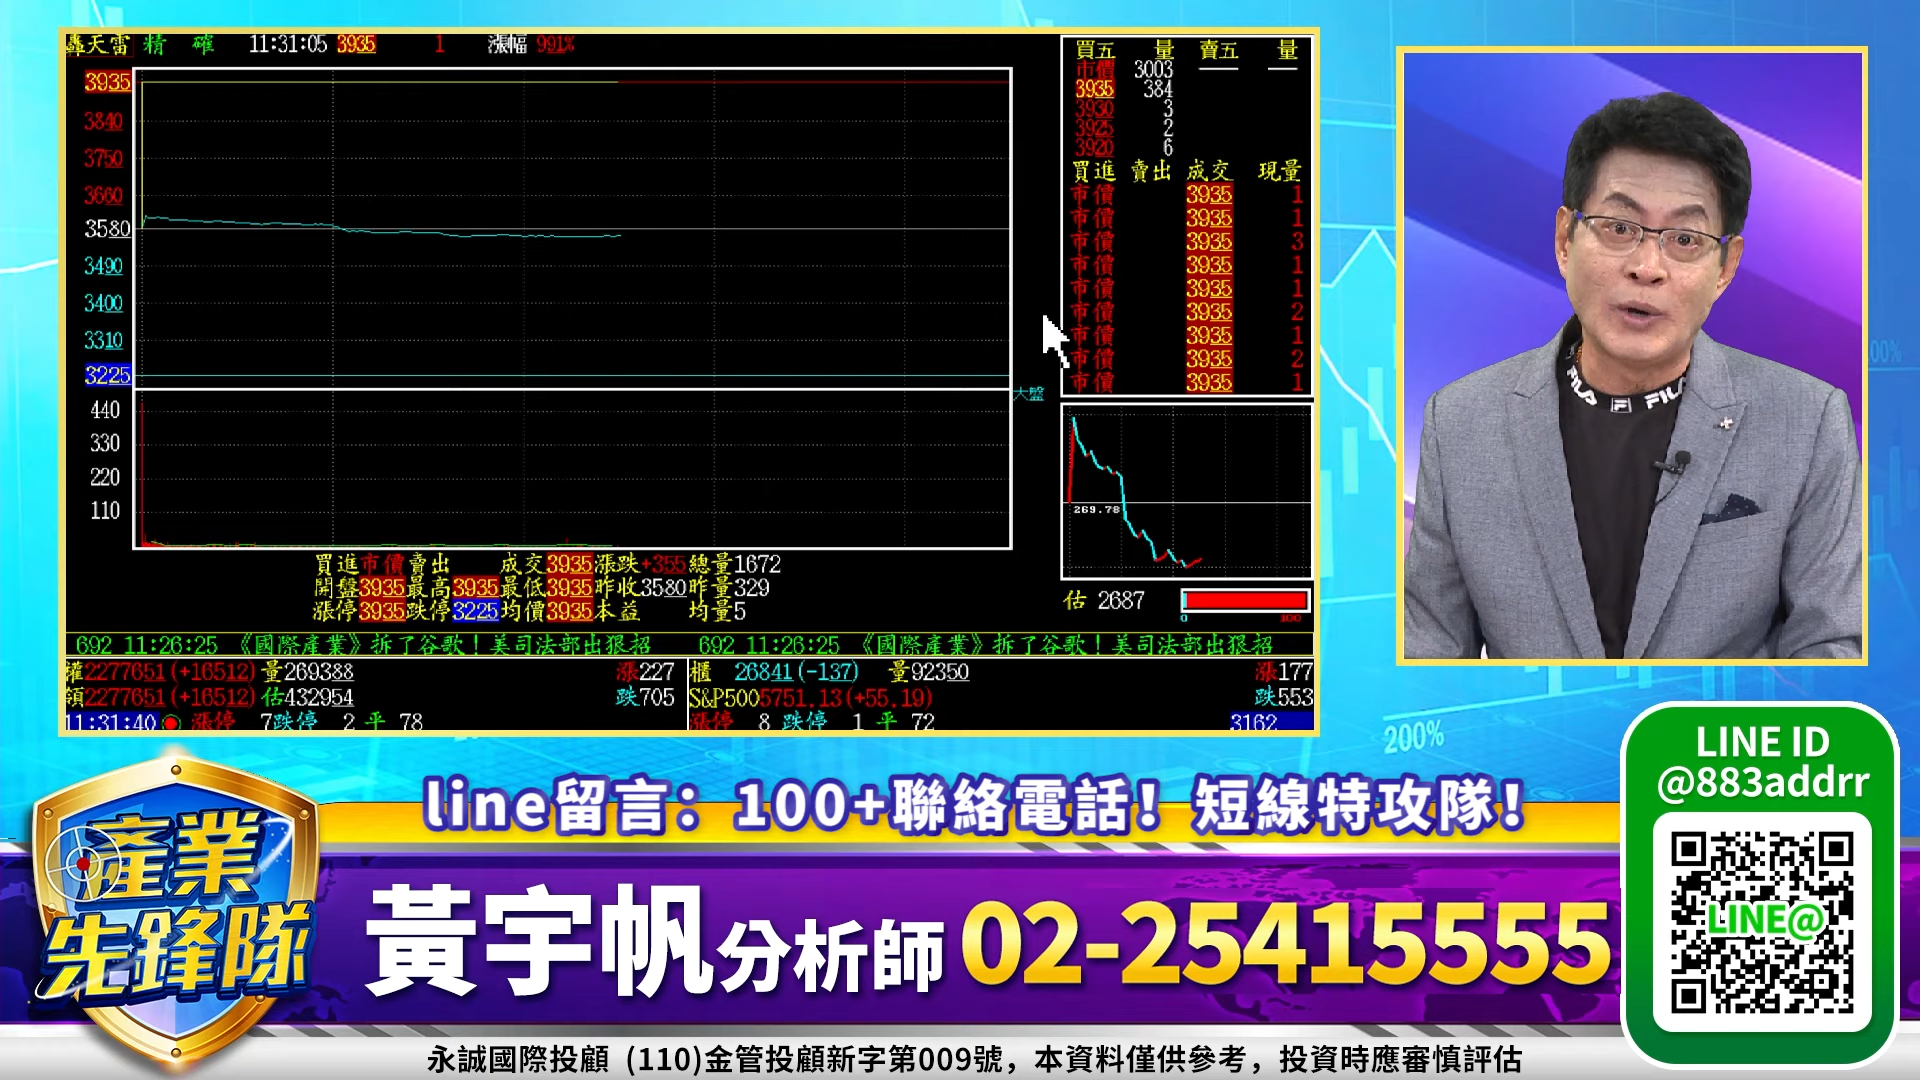 轟天雷 精 確 11:31:05 3935 1 漲幅 991%
3935
3840
3750
3660
3580
3490
3400
3310
3225
440
330
220
110
大盤
買五 量 賣五 量
市價 3003
3935 384
3930 3
3925 2
3920 6
買進 賣出 成交 現量
市價 3935 1
市價 3935 1
市價 3935 3
市價 3935 1
市價 3935 1
市價 3935 2
市價 3935 1
市價 3935 2
市價 3935 1
269.78
估 2687
0 100
買進市價賣出 成交3935漲跌+355總量1672
開盤3935最高3935最低3935昨收3580昨量329
漲停3935跌停3225均價3935本益 均量5
692 11:26:25 《國際產業》拆了谷歌！美司法部出狠招 692 11:26:25 《國際產業》拆了谷歌！美司法部出狠招
權2277651(+16512)量269388 漲227 櫃 26841(-137) 量92350 漲177
領2277651(+16512)估432954 跌705 S&P5005751.13(+55.19) 跌553
11:31:40 漲停 7跌停 2 平 78 漲停 8 跌停 1 平 72 3162
FILA F FILA
200%
00%
LINE ID
@883addrr
LINE@
line留言：100+聯絡電話！短線特攻隊！
產業
先鋒隊
黃宇帆分析師 02-25415555
永誠國際投顧 (110)金管投顧新字第009號，本資料僅供參考，投資時應審慎評估